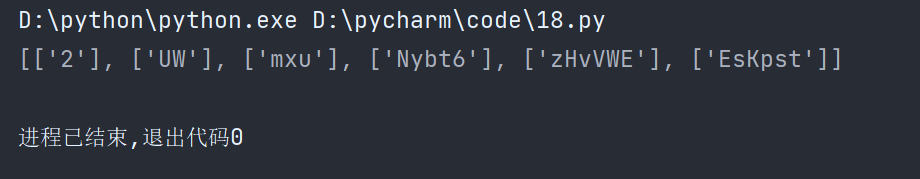 D:\python\python.exe D:\pycharm\code\18.py
[['2'], ['UW'], ['mxu'], ['Nybt6'], ['zHvVWE'], ['EsKpst']]
进程已结束,退出代码0